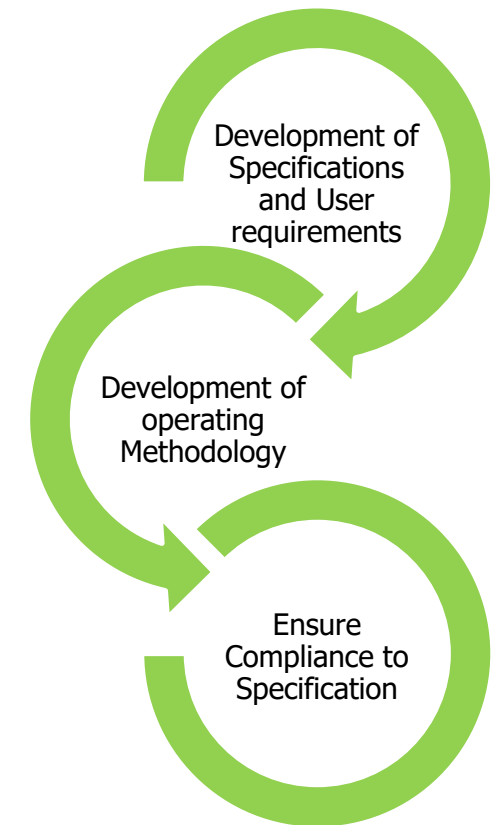 Development of
Specifications
and User
requirements
Development of
operating
Methodology
Ensure
Compliance to
Specification